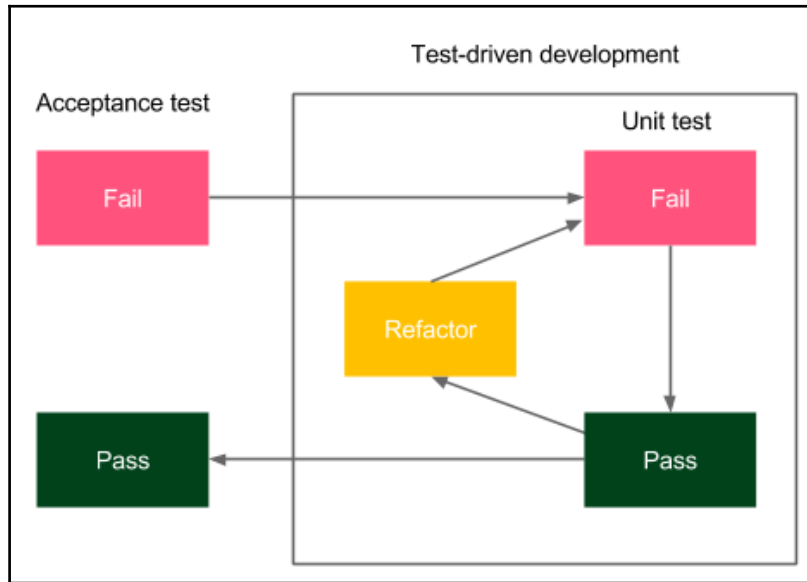 Test-driven development
Acceptance test
Unit test
Fail
Fail
Refactor
Pass
Pass